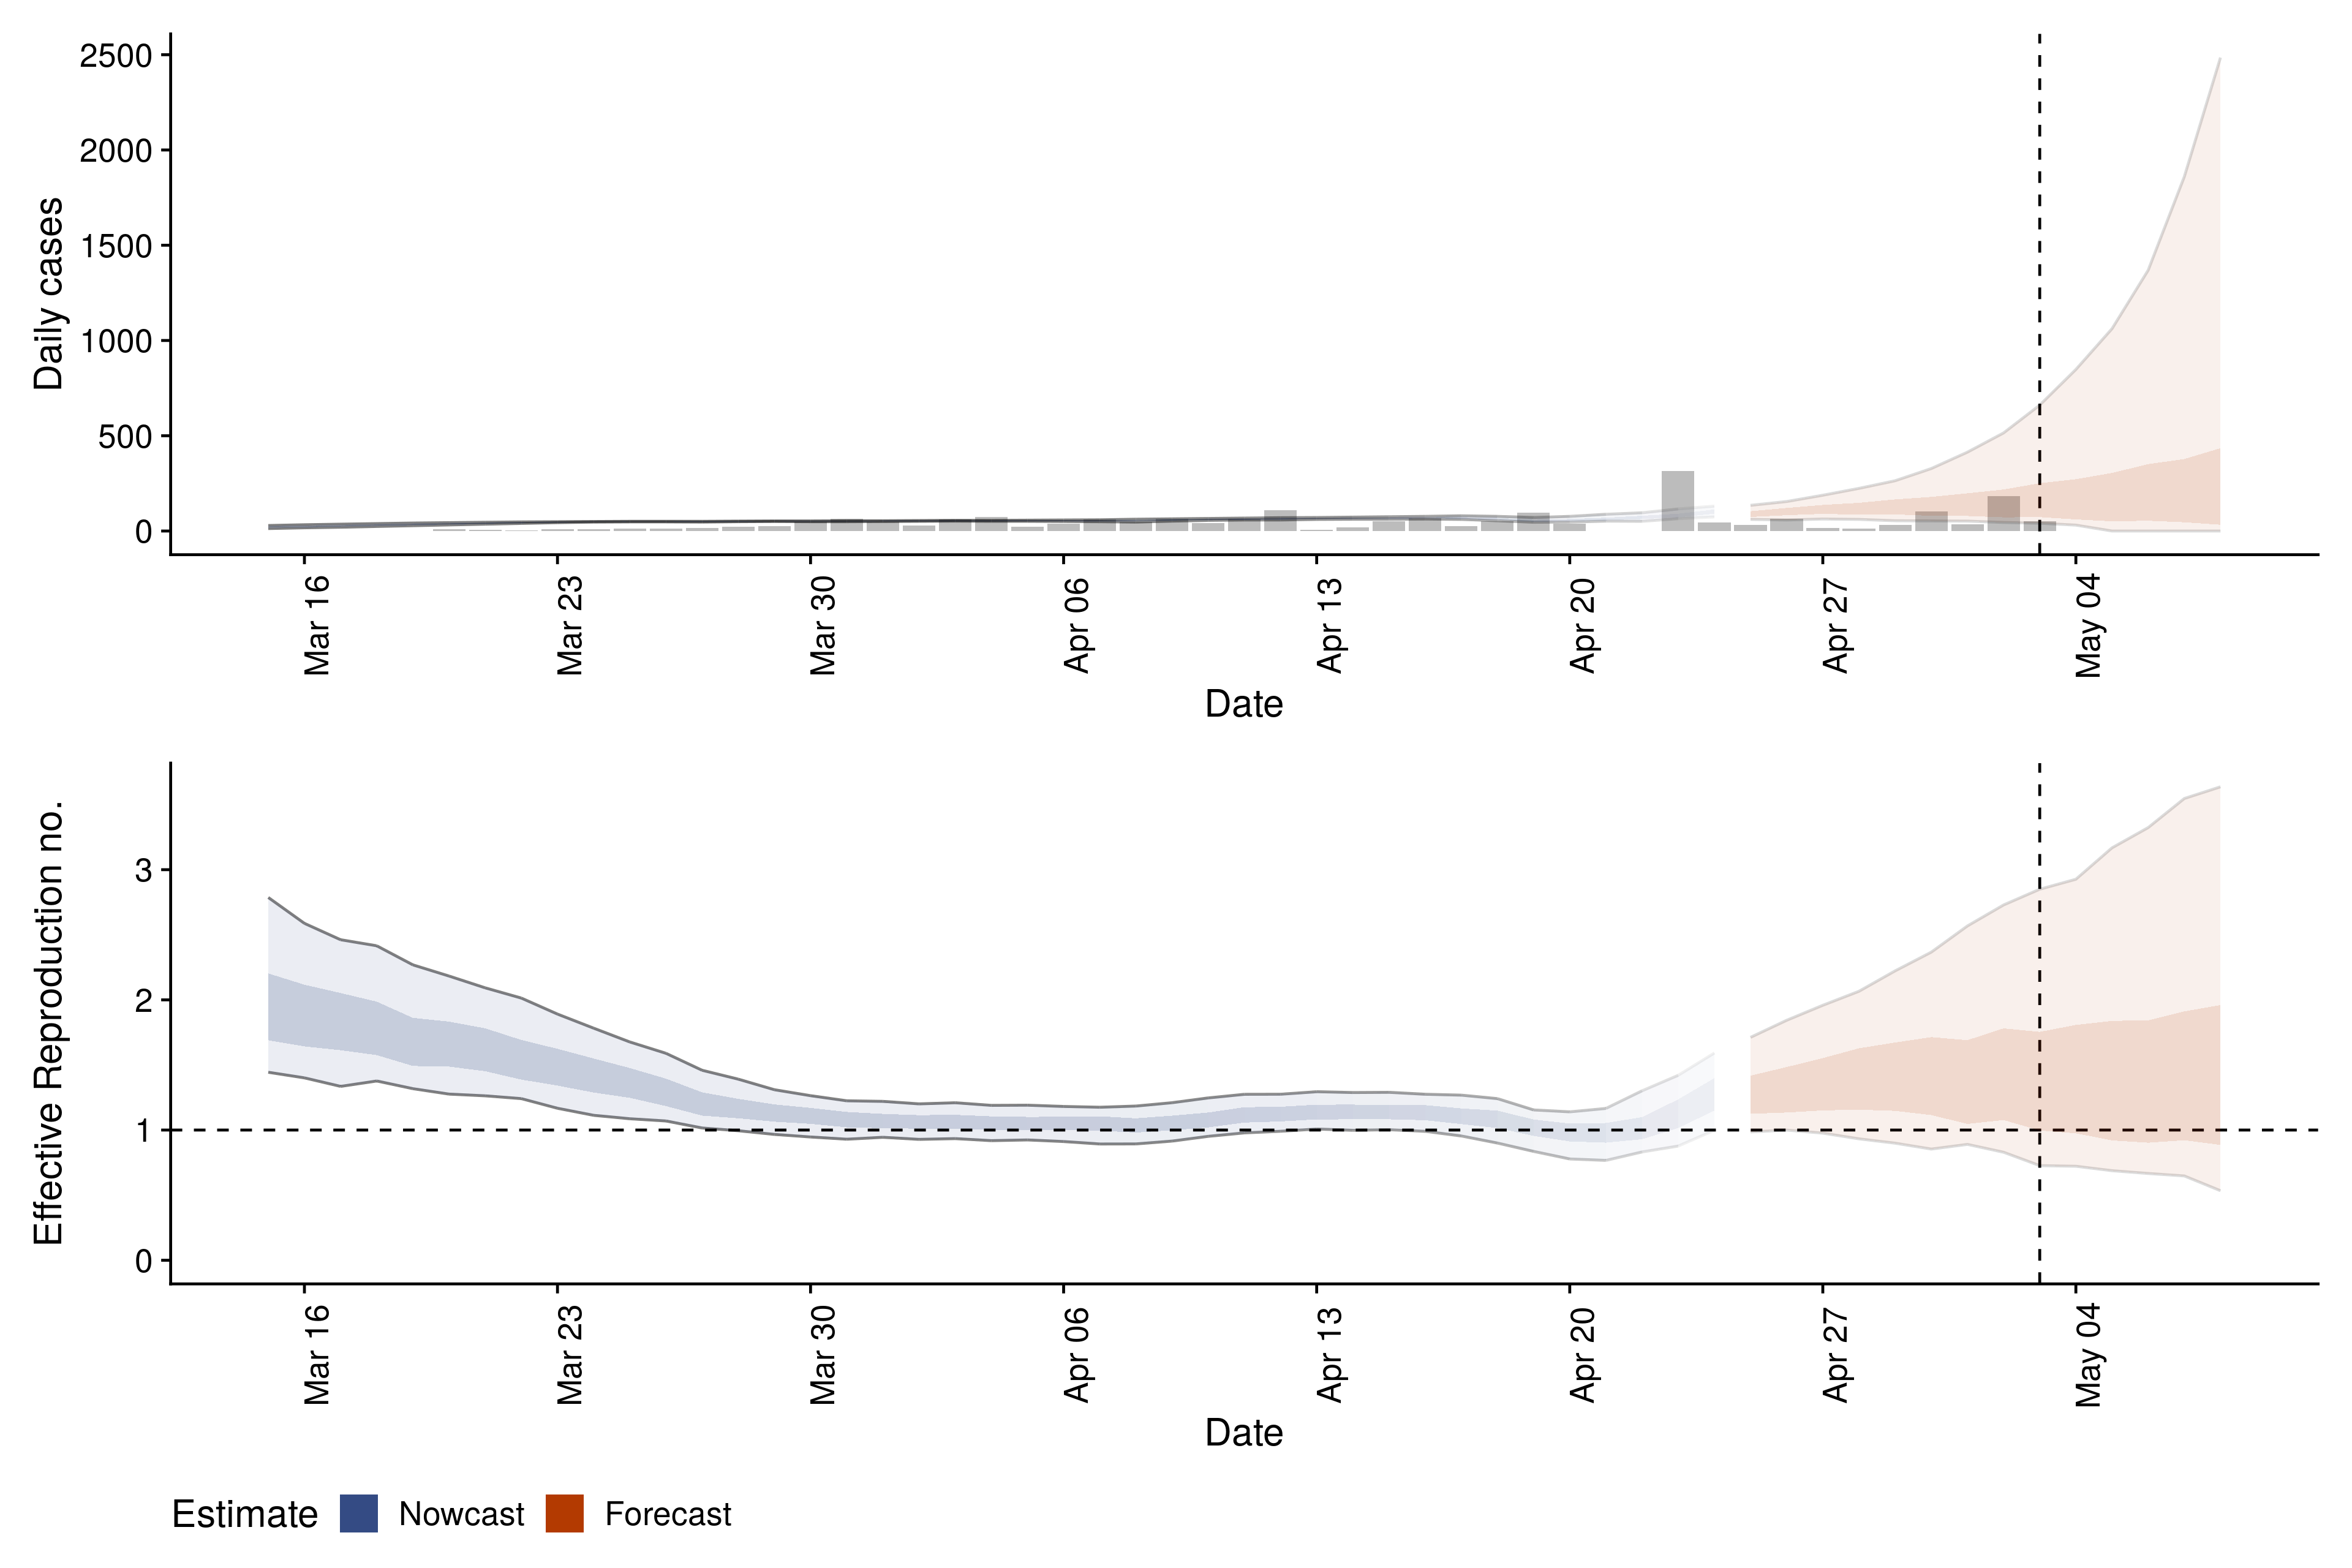 Daily cases
2500
2000
1500
1000
500
0
Mar 16
Mar 23
Mar 30
Apr 06
Apr 13
Apr 20
Apr 27
May 04
Date
Effective Reproduction no.
3
2
1
0
Mar 16
Mar 23
Mar 30
Apr 06
Apr 13
Apr 20
Apr 27
May 04
Date
Estimate Nowcast Forecast